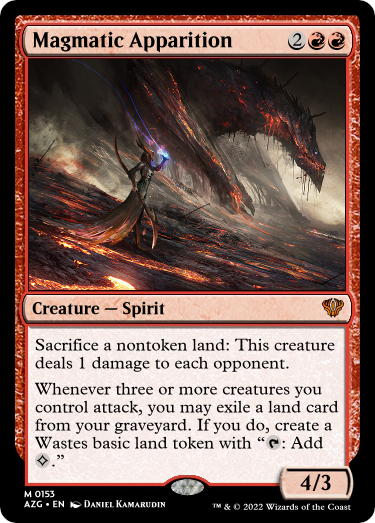 Magmatic Apparition 2
Creature — Spirit
Sacrifice a nontoken land: This creature
deals 1 damage to each opponent.
Whenever three or more creatures you
control attack, you may exile a land card
from your graveyard. If you do, create a
Wastes basic land token with “: Add
.”
4/3
M 0153
AZG • EN Daniel Kamarudin
™ & © 2022 Wizards of the Coast